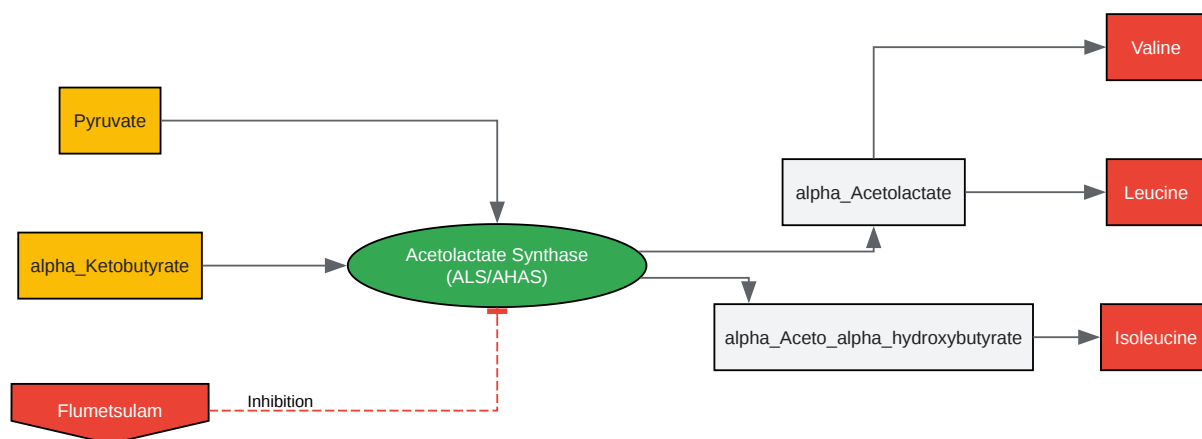 Valine
Pyruvate
alpha_Acetolactate
Leucine
alpha_Ketobutyrate
Acetolactate Synthase
(ALS/AHAS)
alpha_Aceto_alpha_hydroxybutyrate
Isoleucine
Flumetsulam
Inhibition